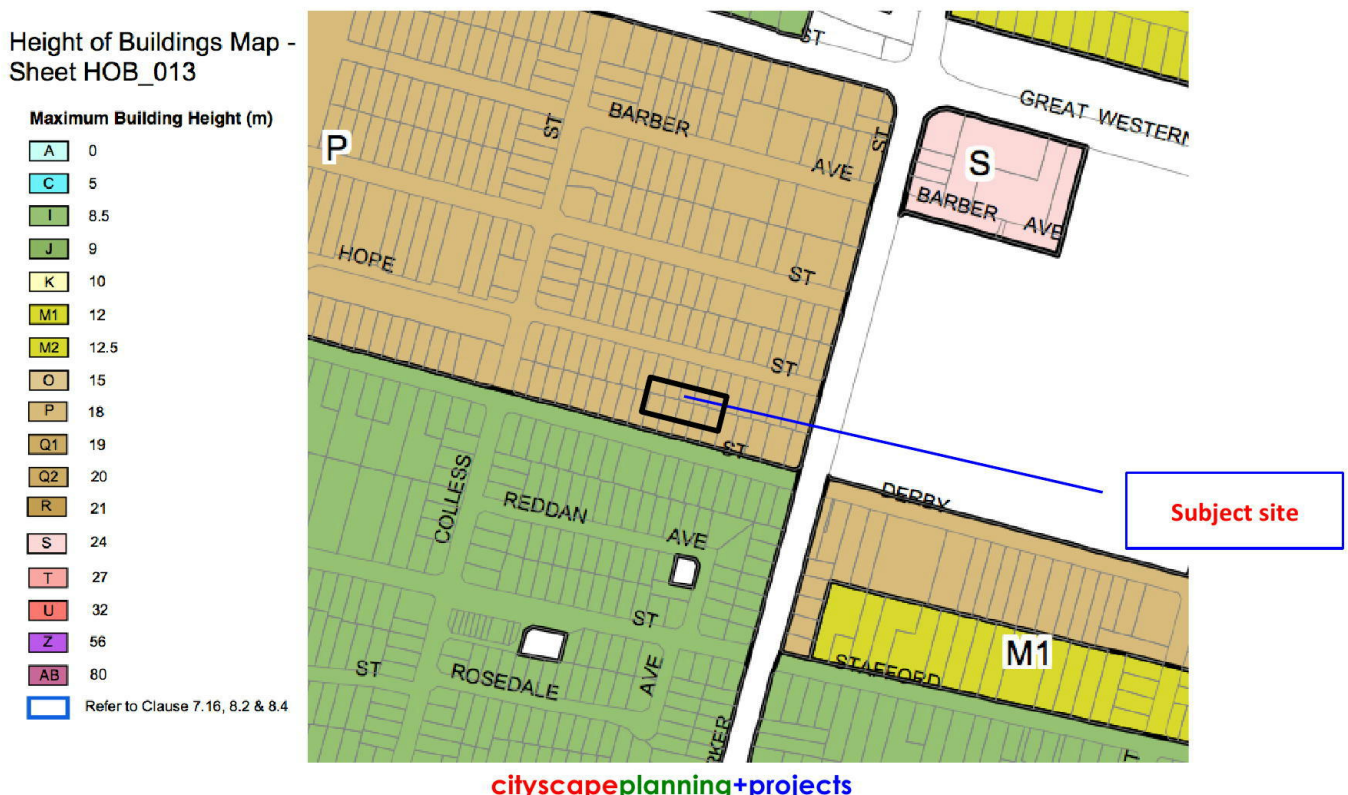 Height of Buildings Map -
Sheet HOB_013
Maximum Building Height (m)
A 0
C 5
I 8.5
J 9
K 10
M1 12
M2 12.5
O 15
P 18
Q1 19
Q2 20
R 21
S 24
T 27
U 32
Z 56
AB 80
Refer to Clause 7.16, 8.2 & 8.4
ST
GREAT WESTERN
BARBER
AVE
ST
ST
P
S
BARBER
AVE
HOPE
ST
ST
ST
Subject site
DERBY
COLLESS
REDDAN
AVE
ST
M1
STAFFORD
ST
ROSEDALE
AVE
RKER
T
cityscapeplanning+projects